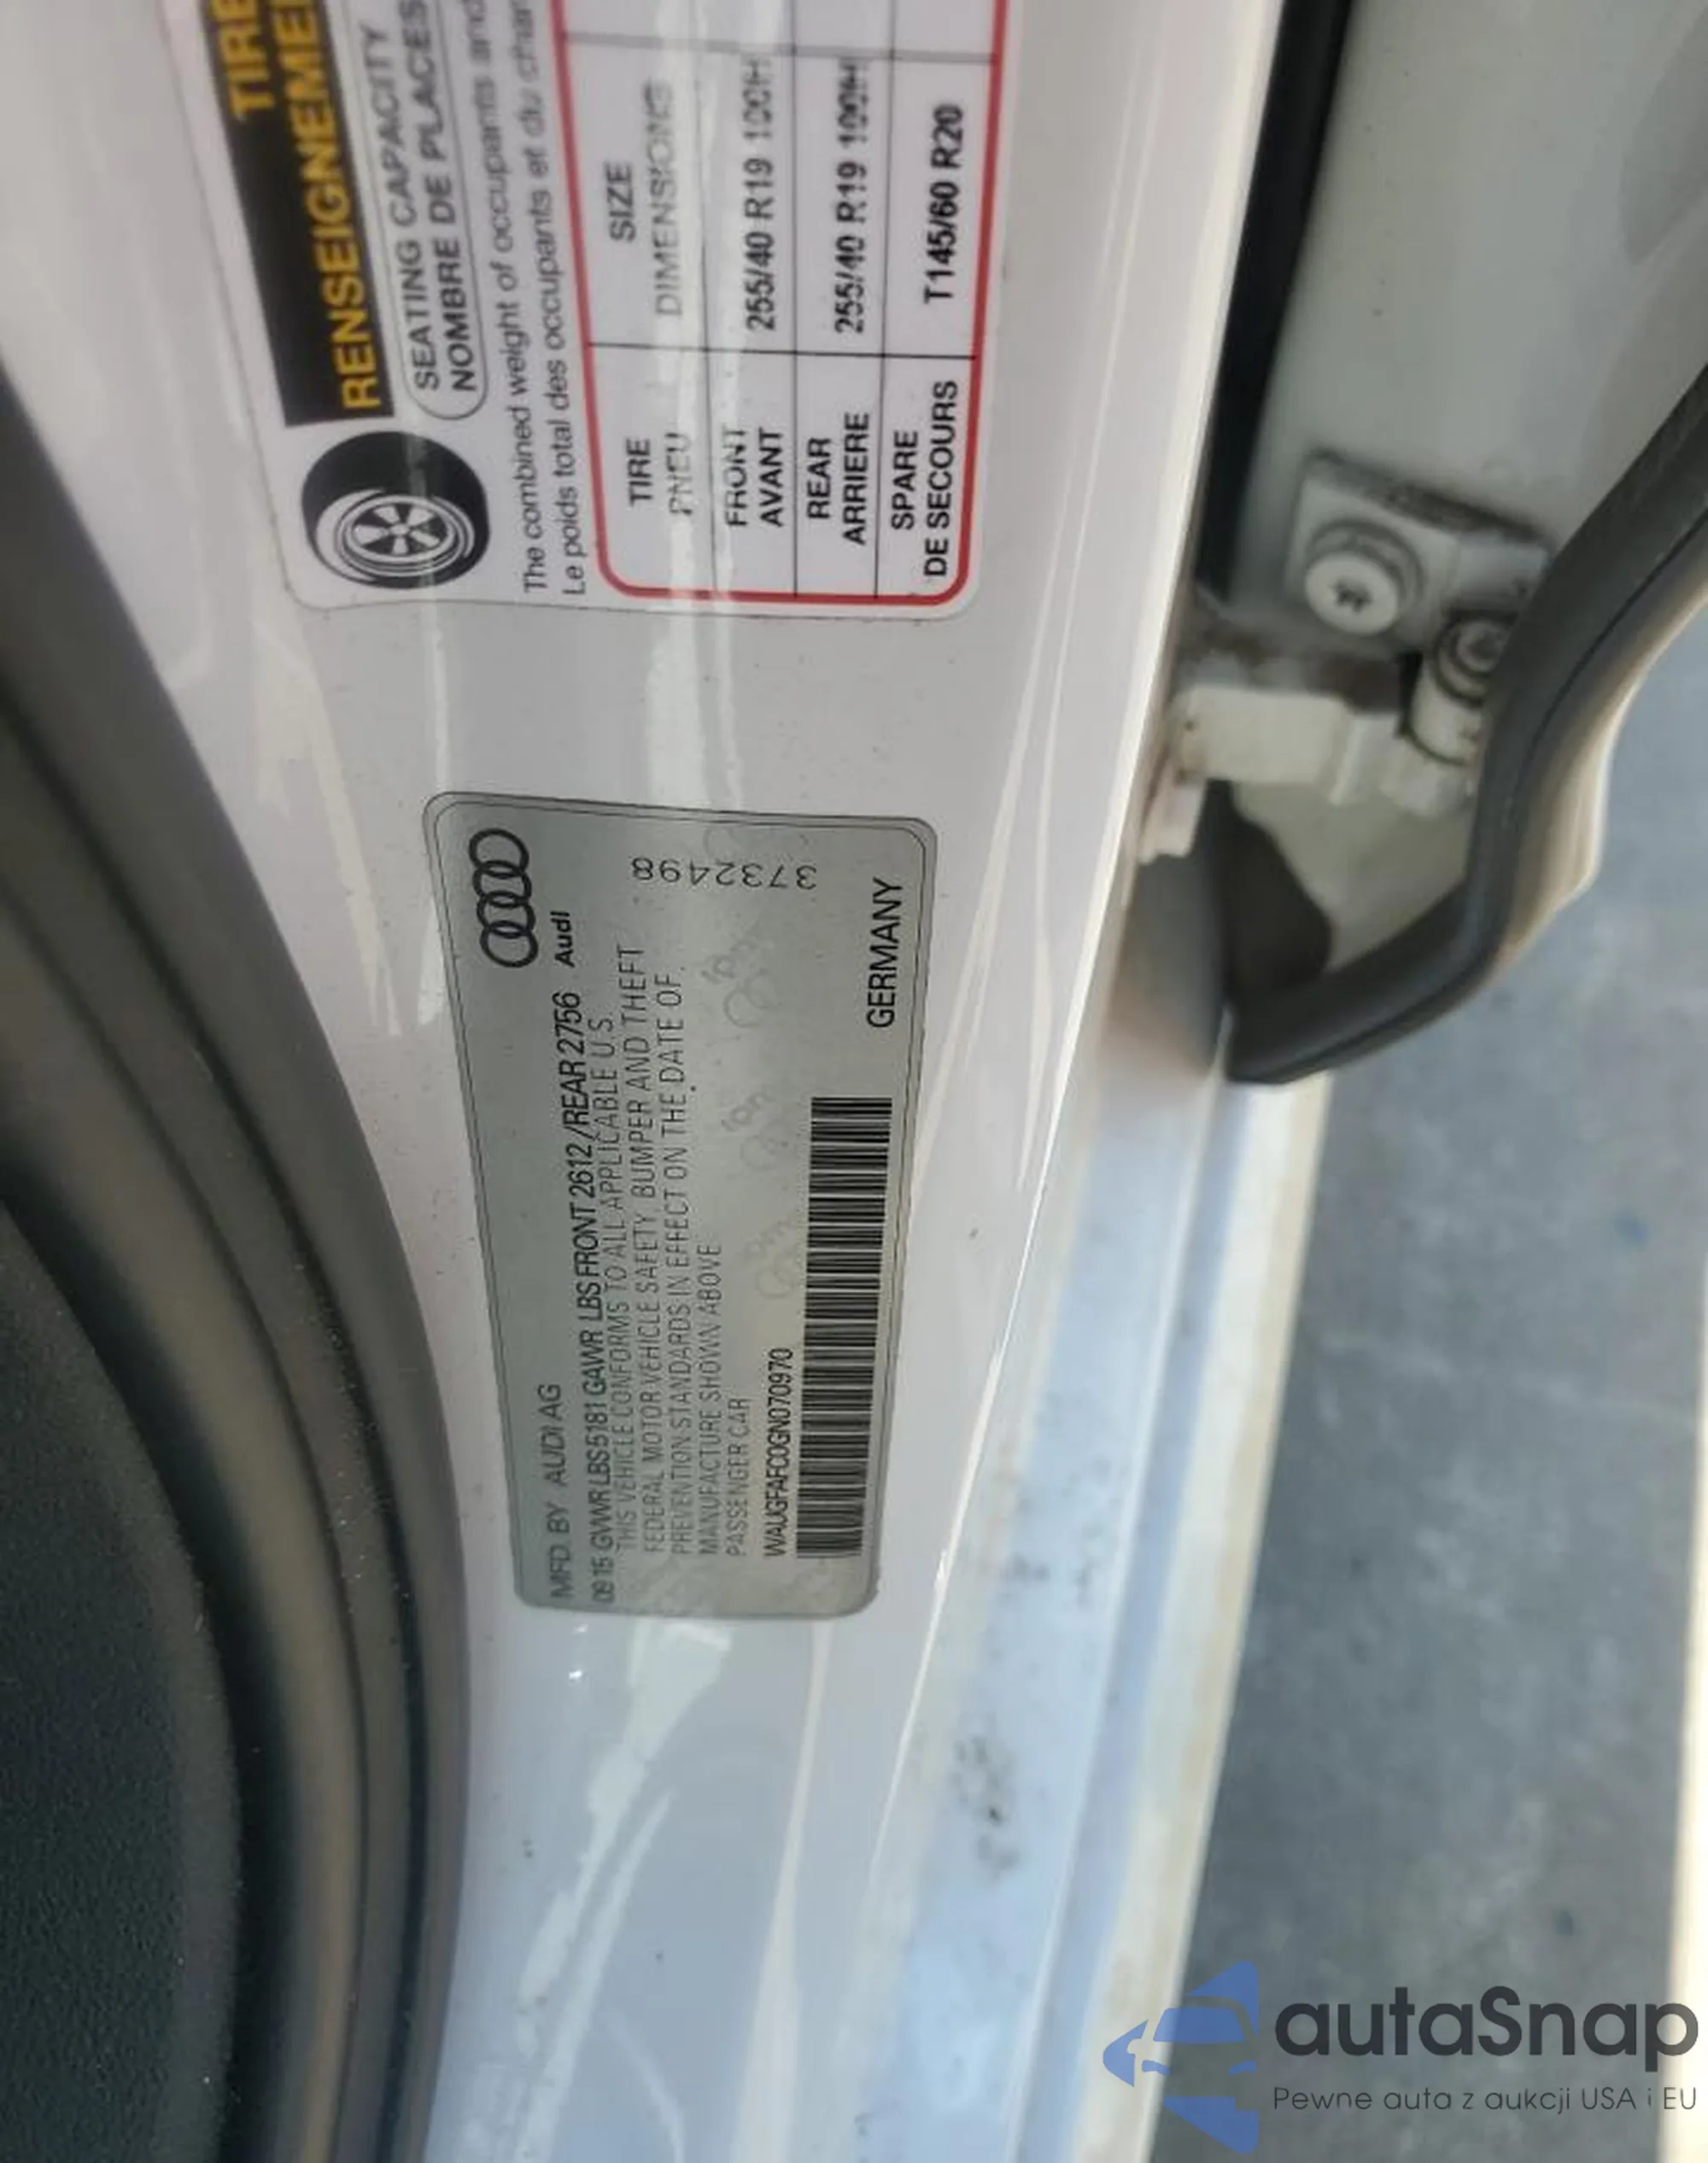 TIRE
RENSEIGNEMEN
SEATING CAPACITY
NOMBRE DE PLACES
The combined weight of occupants and
Le poids total des occupants et du char
TIRE SIZE
PNEU DIMENSIONS
FRONT
AVANT 255/40 R19 100H
REAR
ARRIERE 255/40 R19 100H
SPARE
DE SECOURS T145/60 R20
MFD BY AUDI AG
09 15 GVWR LBS 5181 GAWR LBS FRONT 2612 /REAR 2756
Audi
THIS VEHICLE CONFORMS TO ALL APPLICABLE U.S
FEDERAL MOTOR VEHICLE SAFETY, BUMPER AND THEFT
PREVENTION STANDARDS IN EFFECT ON THE DATE OF
MANUFACTURE SHOWN ABOVE
PASSENGER CAR
WAUGFAFC0GN070970
GERMANY
3732498
autaSnap
Pewne auta z aukcji USA i EU